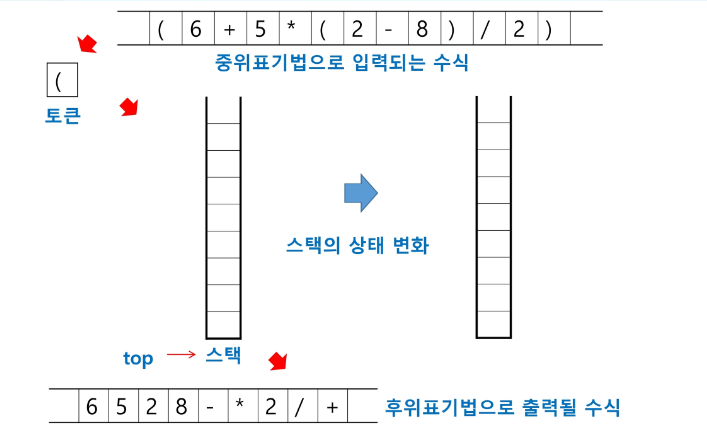 ( 6 + 5 * ( 2 - 8 ) / 2 )
중위표기법으로 입력되는 수식
(
토큰
스택의 상태 변화
top 스택
6 5 2 8 - * 2 / + 후위표기법으로 출력될 수식